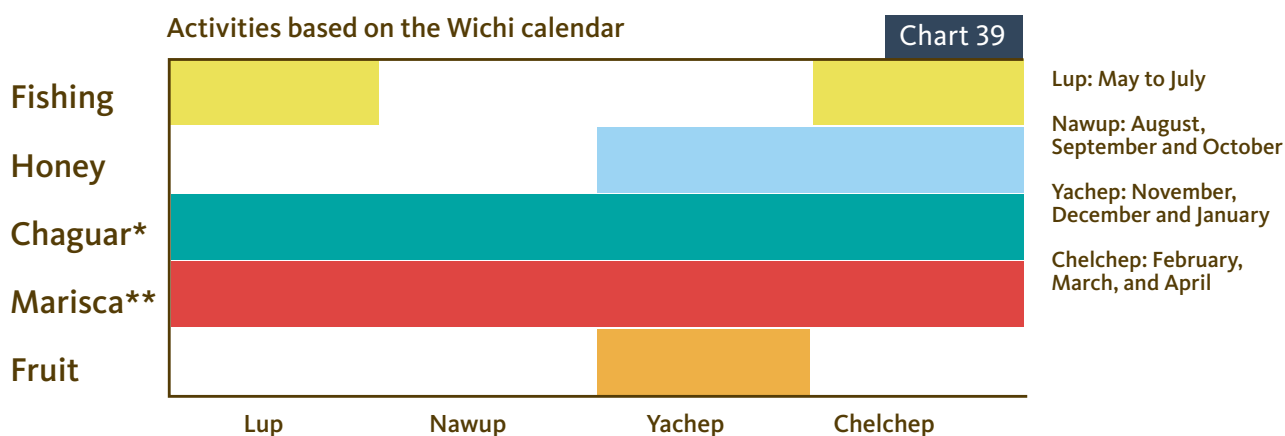 Activities based on the Wichi calendar
Chart 39
Fishing
Honey
Chaguar*
Marisca**
Fruit
Lup
Nawup
Yachep
Chelchep
Lup: May to July
Nawup: August,
September and October
Yachep: November,
December and January
Chelchep: February,
March, and April